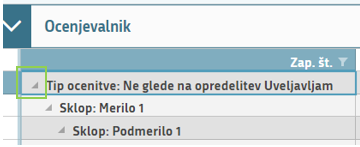 Ocenjevalnik
Zap. št.
Tip ocenitve: Ne glede na opredelitev Uveljavljam
Sklop: Merilo 1
Sklop: Podmerilo 1